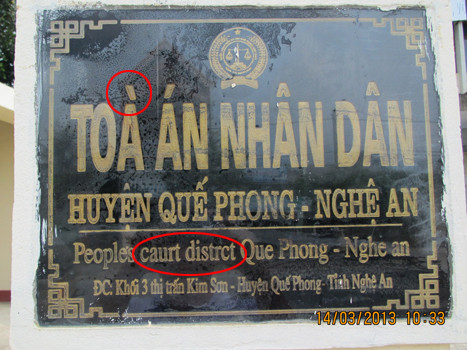 TOÀ ÁN NHÂN DÂN
HUYỆN QUẾ PHONG - NGHỆ AN
People's caurt distrct Que Phong - Nghe an
ĐC: Khối 3 thị trấn Kim Sơn - Huyện Quế Phong- Tỉnh Nghệ An
14/03/2013 10:33